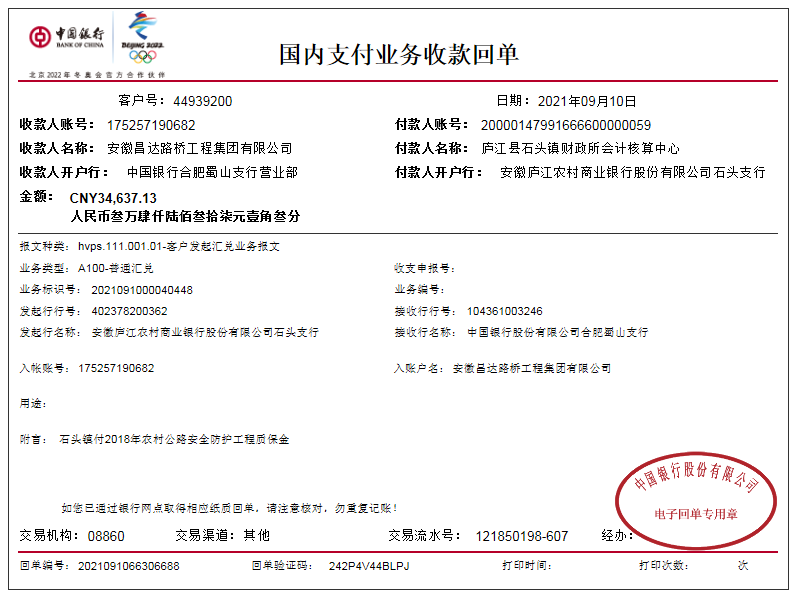 中国银行
BANK OF CHINA
BEIJING 2022
北京2022年冬奥会官方合作伙伴
国内支付业务收款回单
客户号：44939200 日期：2021年09月10日
收款人账号：175257190682 付款人账号：20000147991666600000059
收款人名称：安徽昌达路桥工程集团有限公司 付款人名称：庐江县石头镇财政所会计核算中心
收款人开户行：中国银行合肥蜀山支行营业部 付款人开户行：安徽庐江农村商业银行股份有限公司石头支行
金额：CNY34,637.13
人民币叁万肆仟陆佰叁拾柒元壹角叁分
报文种类：hvps.111.001.01-客户发起汇兑业务报文
业务类型：A100-普通汇兑 收支申报号：
业务标识号：2021091000040448 业务编号：
发起行行号：402378200362 接收行行号：104361003246
发起行名称：安徽庐江农村商业银行股份有限公司石头支行 接收行名称：中国银行股份有限公司合肥蜀山支行
入帐账号：175257190682 入账户名：安徽昌达路桥工程集团有限公司
用途：
附言：石头镇付2018年农村公路安全防护工程质保金
中国银行股份有限公司
电子回单专用章
如您已通过银行网点取得相应纸质回单，请注意核对，勿重复记账！
交易机构：08860 交易渠道：其他 交易流水号：121850198-607 经办：
回单编号：2021091066306688 回单验证码：242P4V44BLPJ 打印时间： 打印次数： 次